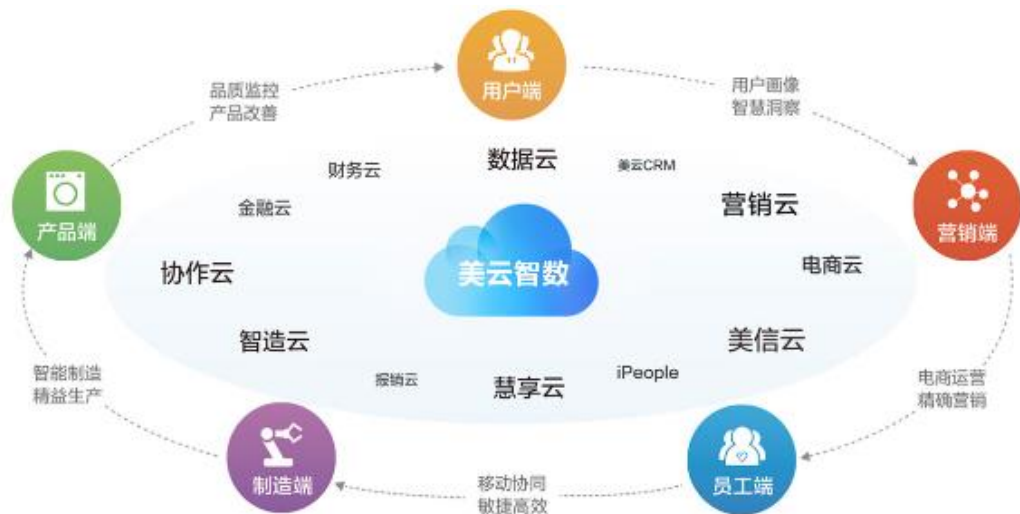 用户端
品质监控
产品改善
用户画像
智慧洞察
数据云
美云CRM
财务云
产品端
金融云
营销云
营销端
协作云
美云智数
电商云
智造云
美信云
智能制造
精益生产
报销云
慧享云
iPeople
电商运营
精确营销
制造端
移动协同
敏捷高效
员工端